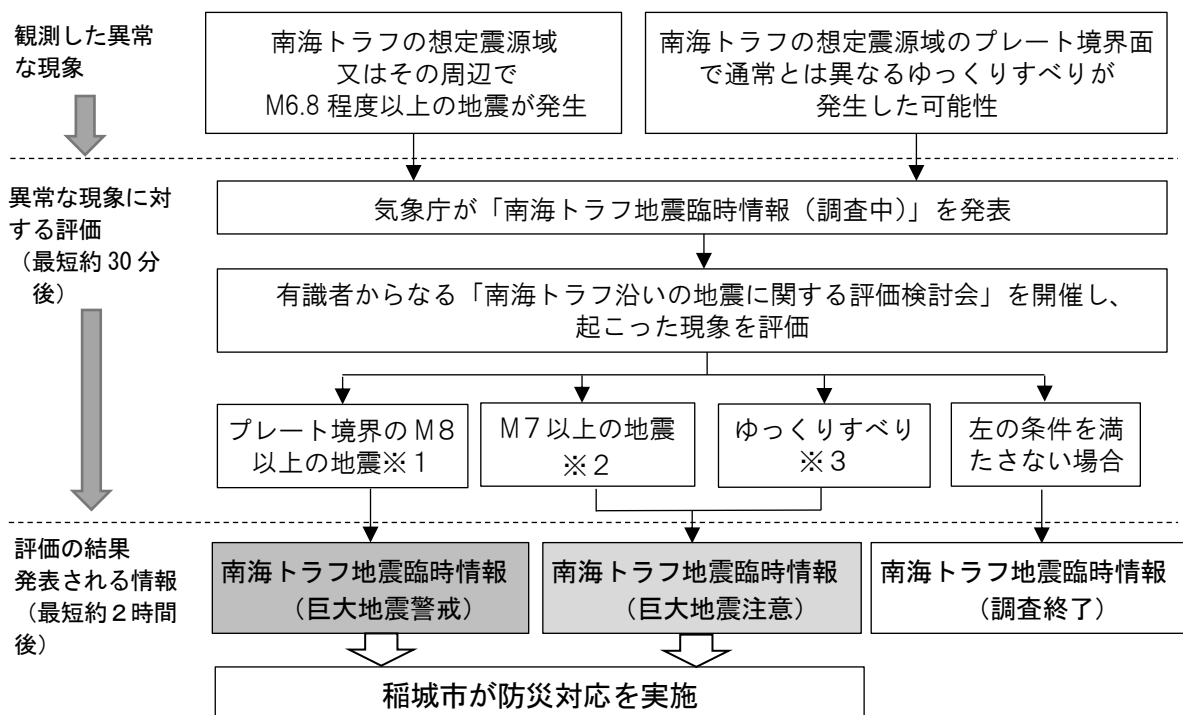 観測した異常
な現象
南海トラフの想定震源域
又はその周辺で
M6.8 程度以上の地震が発生
南海トラフの想定震源域のプレート境界面
で通常とは異なるゆっくりすべりが
発生した可能性
異常な現象に対
する評価
（最短約 30 分
後）
気象庁が「南海トラフ地震臨時情報（調査中）」を発表
有識者からなる「南海トラフ沿いの地震に関する評価検討会」を開催し、
起こった現象を評価
プレート境界のＭ８
以上の地震※１
Ｍ７以上の地震
※２
ゆっくりすべり
※３
左の条件を満
たさない場合
評価の結果
発表される情報
（最短約２時間
後）
南海トラフ地震臨時情報
（巨大地震警戒）
南海トラフ地震臨時情報
（巨大地震注意）
南海トラフ地震臨時情報
（調査終了）
稲城市が防災対応を実施